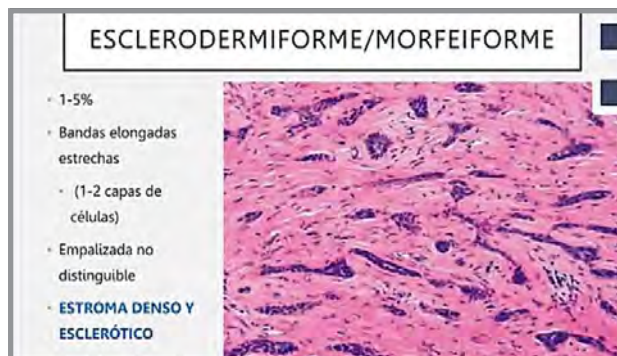 ESCLERODERMIFORME/MORFEIFORME
• 1-5%
• Bandas elongadas
estrechas
• (1-2 capas de
células)
• Empalizada no
distinguible
• ESTROMA DENSO Y
ESCLERÓTICO